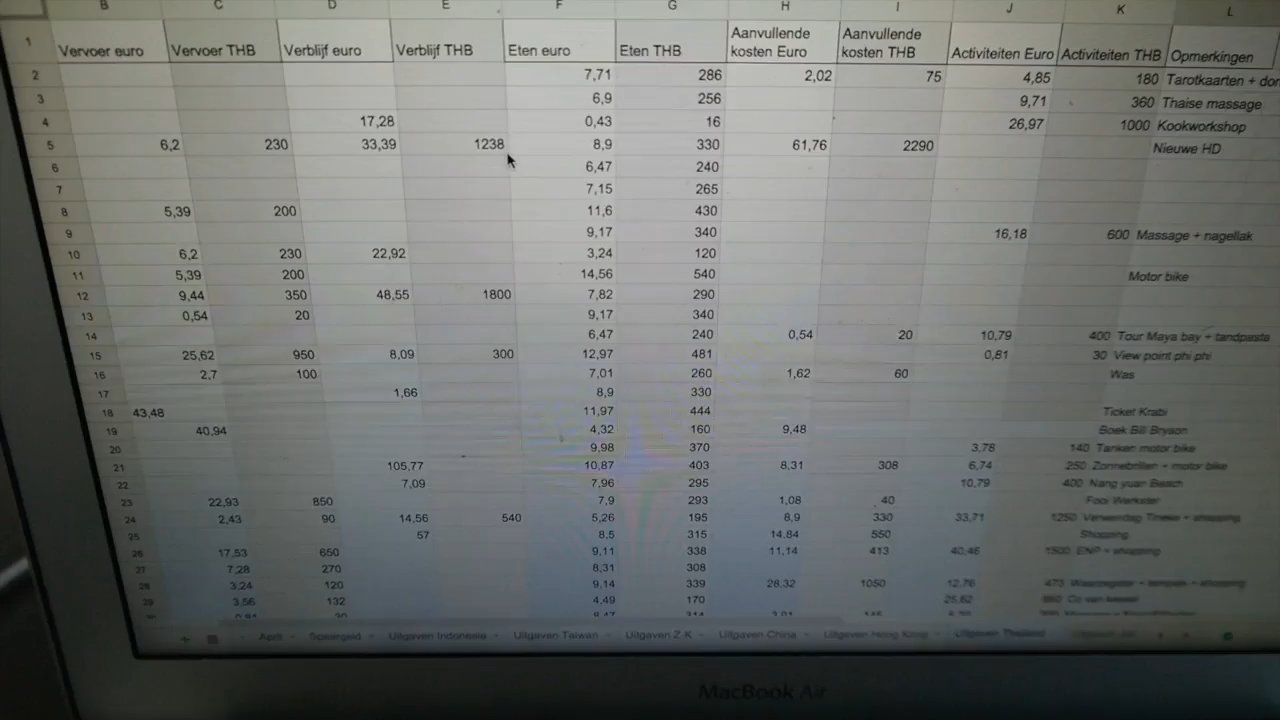 B C D E F G H I J K L
1 Vervoer euro Vervoer THB Verblijf euro Verblijf THB Eten euro Eten THB Aanvullende kosten Euro Aanvullende kosten THB Activiteiten Euro Activiteiten THB Opmerkingen
2 7,71 286 2,02 75 4,85 180 Tarotkaarten +
3 6,9 256 9,71 360 Thaise massage
4 17,28 0,43 16 26,97 1000 Kookworkshop
5 6,2 230 33,39 1238 8,9 330 61,76 2290 Nieuwe HD
6 6,47 240
7 7,15 265
8 5,39 200 11,6 430
9 9,17 340 16,18 600 Massage + nagellak
10 6,2 230 22,92 3,24 120
11 5,39 200 14,56 540 Motor bike
12 9,44 350 48,55 1800 7,82 290
13 0,54 20 9,17 340
14 6,47 240 0,54 20 10,79 400 Tour Maya bay + tandpasta
15 25,62 950 8,09 300 12,97 481 0,81 30 View point phi phi
16 2,7 100 7,01 260 1,62 60 Was
17 1,66 8,9 330
18 43,48 11,97 444 Ticket Krabi
19 40,94 4,32 160 9,48 Boek Bill Bryson
20 9,98 370 3,78 140 Tanken motor bike
21 105,77 10,87 403 8,31 308 6,74 250 Zonnebrillen + motor bike
22 7,09 7,96 295 10,79 400 Nang yuan Beach
23 22,93 850 7,9 293 1,08 40 Fooi
24 2,43 90 14,56 540 5,26 195 8,9 330 33,71 1250 Verwendag + shopping
25 57 8,5 315 14,84 550 Shopping
26 17,53 650 9,11 338 11,14 413 40,46 1500 + shopping
27 7,28 270 8,31 308
28 3,24 120 9,14 339 28,32 1050 12,76 473 + + shopping
29 3,56 132 4,49 170 25,62
+ April Spaargeld Uitgaven Indonesie Uitgaven Taiwan Uitgaven Z-K Uitgaven China Uitgaven Hong Kong Uitgaven Thailand
MacBook Air